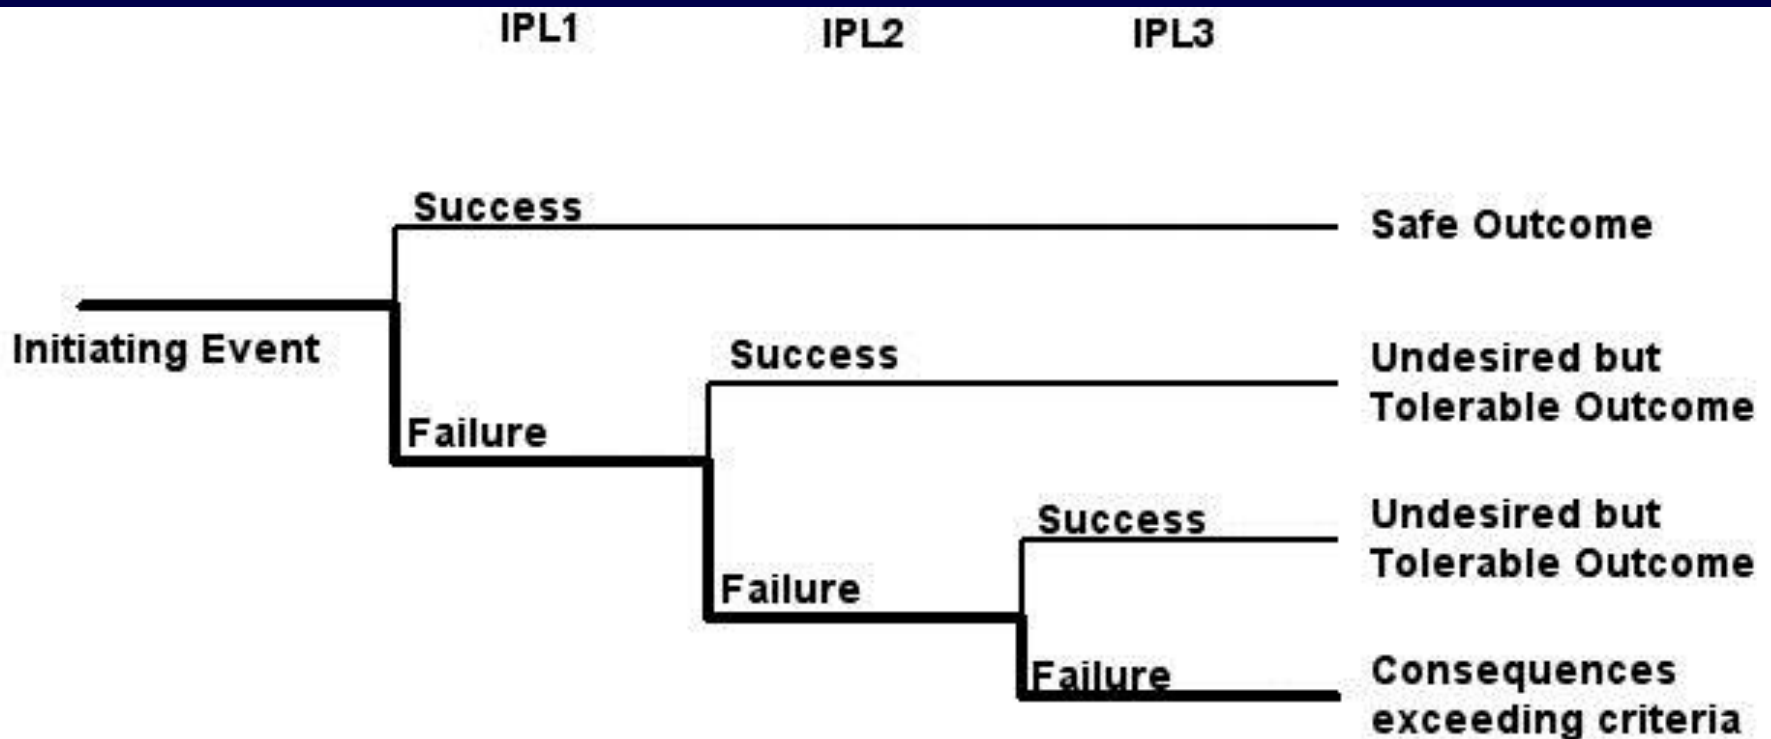 IPL1 IPL2 IPL3
Success
Safe Outcome
Initiating Event
Success
Undesired but
Tolerable Outcome
Failure
Success
Undesired but
Tolerable Outcome
Failure
Failure
Consequences
exceeding criteria